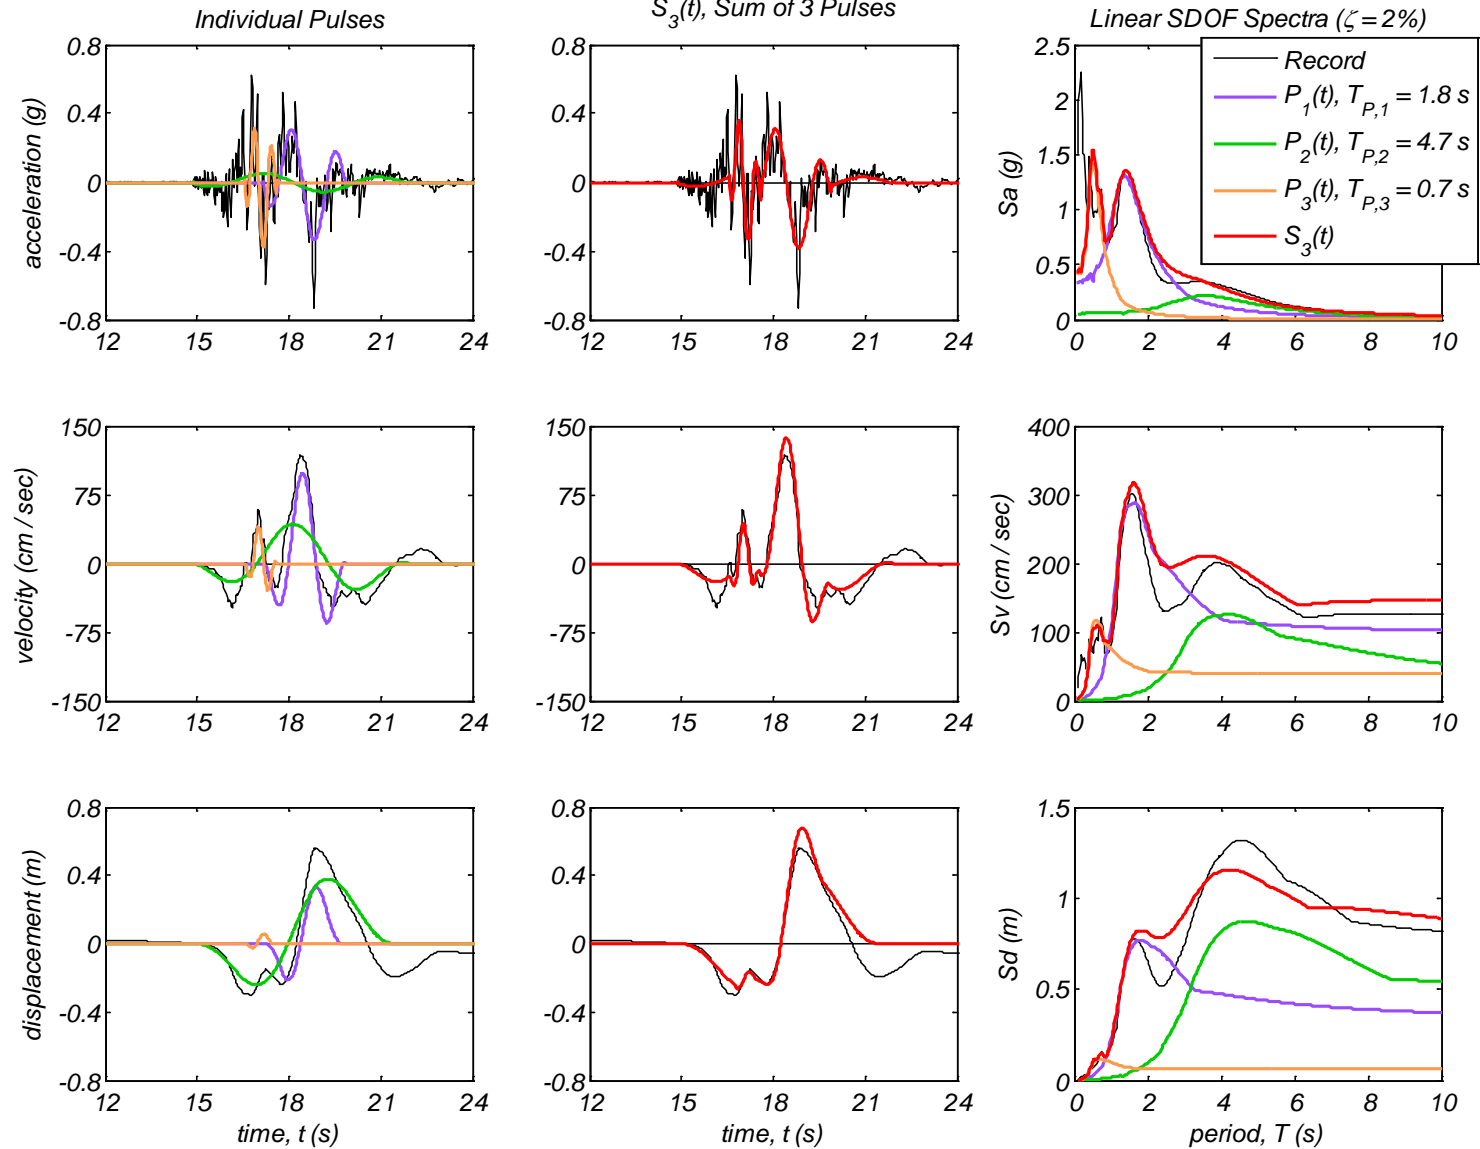 Individual Pulses
S3(t), Sum of 3 Pulses
Linear SDOF Spectra (ζ = 2%)
acceleration (g)
0.8
0.4
0
-0.4
-0.8
12 15 18 21 24
0.8
0.4
0
-0.4
-0.8
12 15 18 21 24
Sa (g)
2.5
2
1.5
1
0.5
0
0 2 4 6 8 10
Record
P1(t), TP,1 = 1.8 s
P2(t), TP,2 = 4.7 s
P3(t), TP,3 = 0.7 s
S3(t)
velocity (cm / sec)
150
75
0
-75
-150
12 15 18 21 24
150
75
0
-75
-150
12 15 18 21 24
Sv (cm / sec)
400
300
200
100
0
0 2 4 6 8 10
displacement (m)
0.8
0.4
0
-0.4
-0.8
12 15 18 21 24
time, t (s)
0.8
0.4
0
-0.4
-0.8
12 15 18 21 24
time, t (s)
Sd (m)
1.5
1
0.5
0
0 2 4 6 8 10
period, T (s)